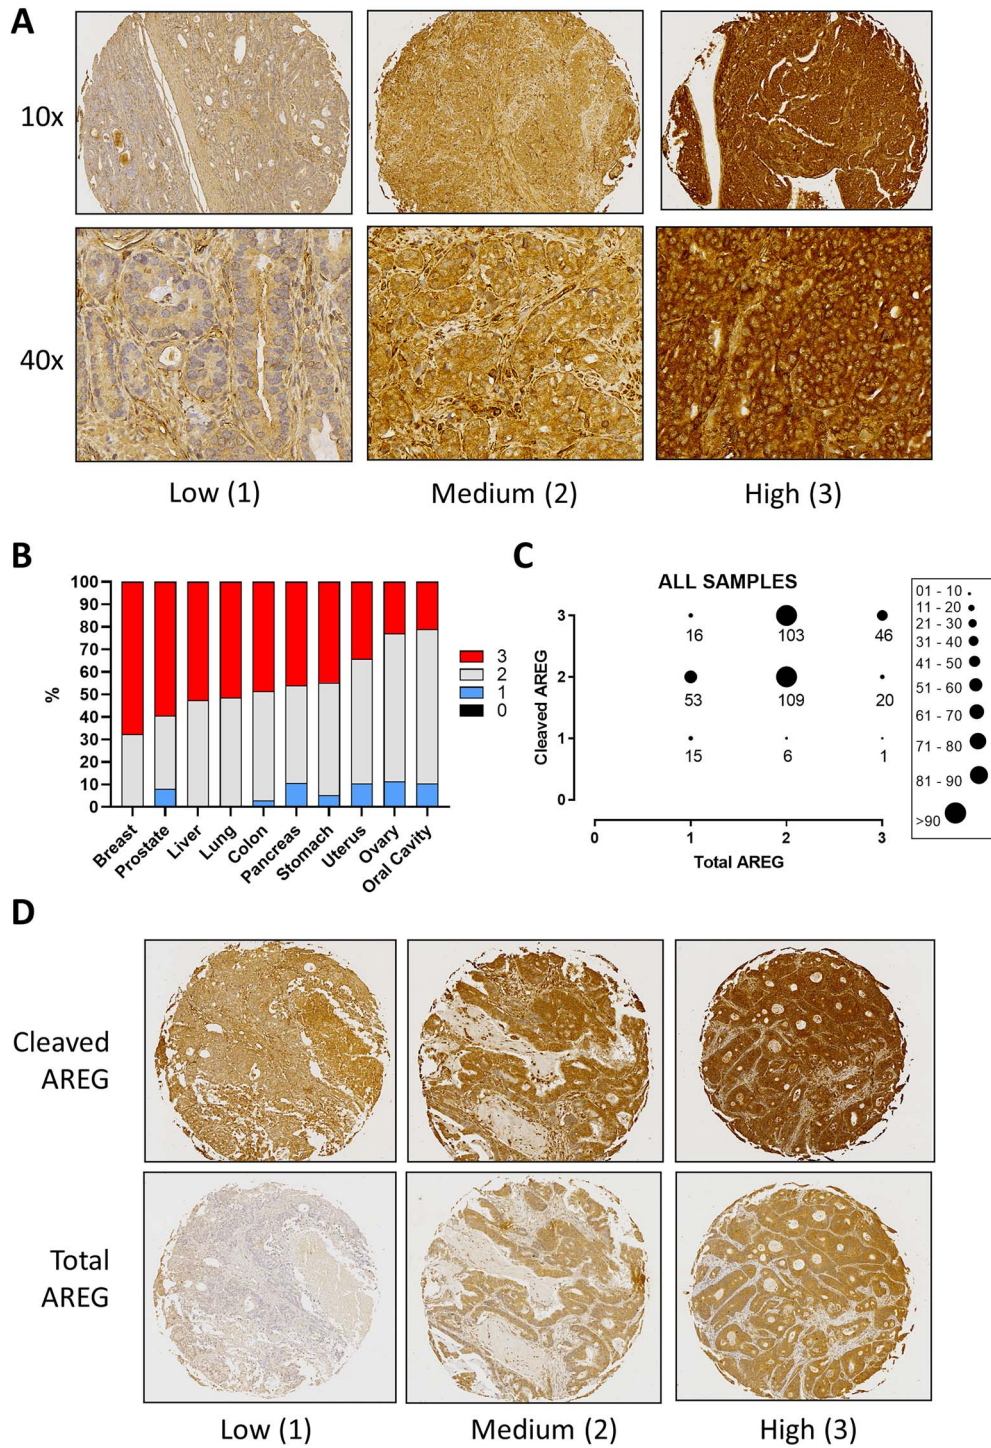 A
10x
40x
Low (1) Medium (2) High (3)
B
100
90
80
70
60
50
40
30
20
10
0
%
Breast
Prostate
Liver
Lung
Colon
Pancreas
Stomach
Uterus
Ovary
Oral Cavity
3
2
1
0
C
ALL SAMPLES
Cleaved AREG
3
16 103 46
2
53 109 20
1
15 6 1
0
0 1 2 3
Total AREG
01 - 10
11 - 20
21 - 30
31 - 40
41 - 50
51 - 60
61 - 70
71 - 80
81 - 90
>90
D
Cleaved
AREG
Total
AREG
Low (1) Medium (2) High (3)